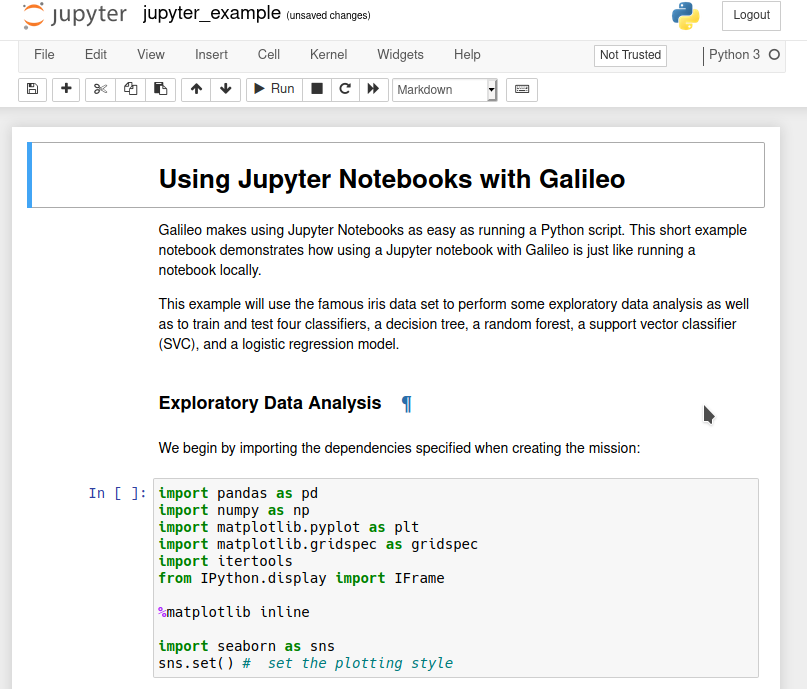 jupyter jupyter_example (unsaved changes) Logout
File Edit View Insert Cell Kernel Widgets Help Not Trusted Python 3
Run Markdown
Using Jupyter Notebooks with Galileo
Galileo makes using Jupyter Notebooks as easy as running a Python script. This short example
notebook demonstrates how using a Jupyter notebook with Galileo is just like running a
notebook locally.
This example will use the famous iris data set to perform some exploratory data analysis as well
as to train and test four classifiers, a decision tree, a random forest, a support vector classifier
(SVC), and a logistic regression model.
Exploratory Data Analysis ¶
We begin by importing the dependencies specified when creating the mission:
In [ ]: import pandas as pd
import numpy as np
import matplotlib.pyplot as plt
import matplotlib.gridspec as gridspec
import itertools
from IPython.display import IFrame
%matplotlib inline
import seaborn as sns
sns.set() #  set the plotting style